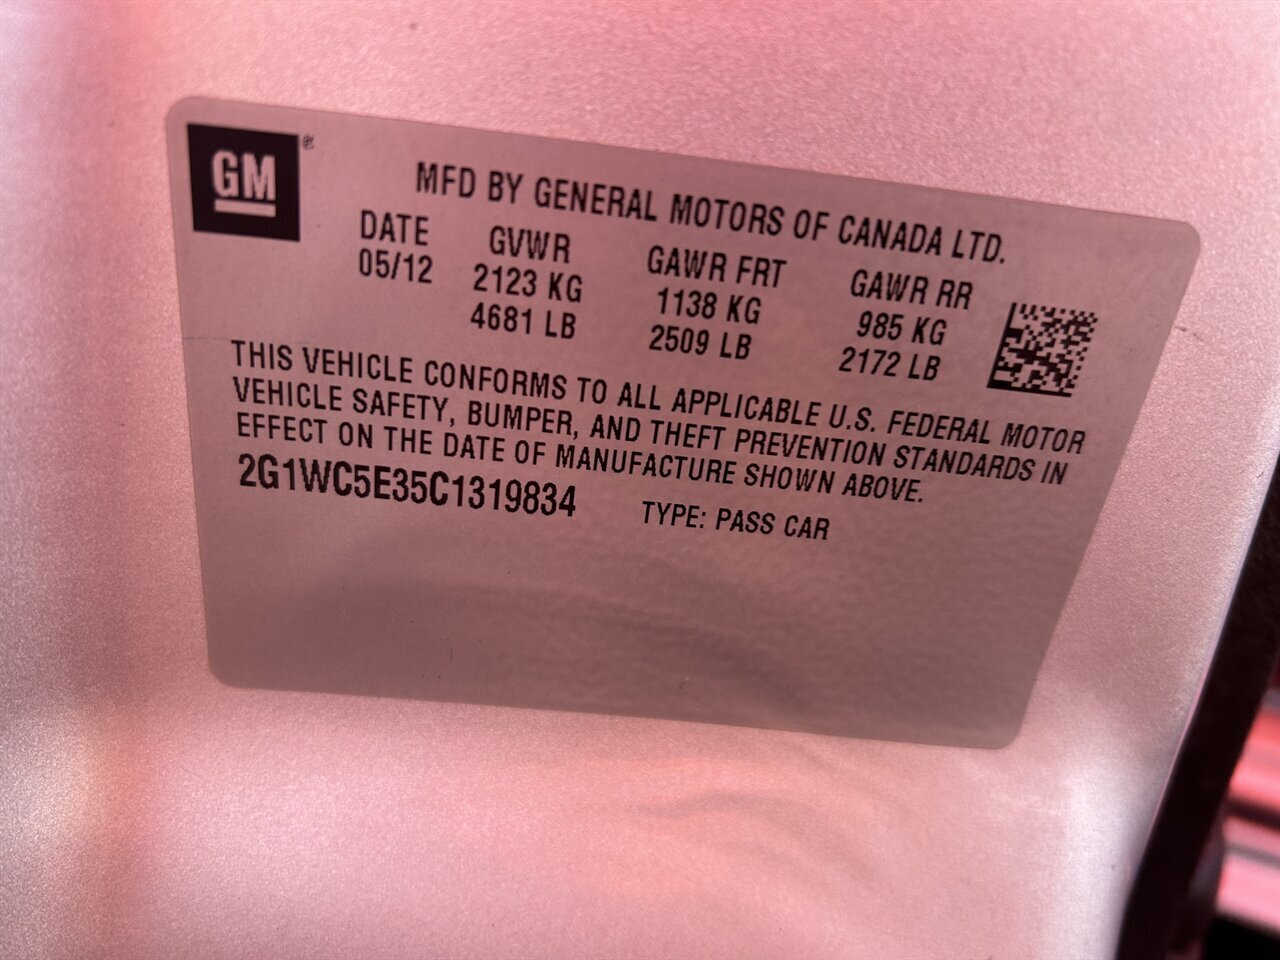 GM ®
MFD BY GENERAL MOTORS OF CANADA LTD.
DATE GVWR GAWR FRT GAWR RR
05/12 2123 KG 1138 KG 985 KG
4681 LB 2509 LB 2172 LB
THIS VEHICLE CONFORMS TO ALL APPLICABLE U.S. FEDERAL MOTOR
VEHICLE SAFETY, BUMPER, AND THEFT PREVENTION STANDARDS IN
EFFECT ON THE DATE OF MANUFACTURE SHOWN ABOVE.
2G1WC5E35C1319834 TYPE: PASS CAR